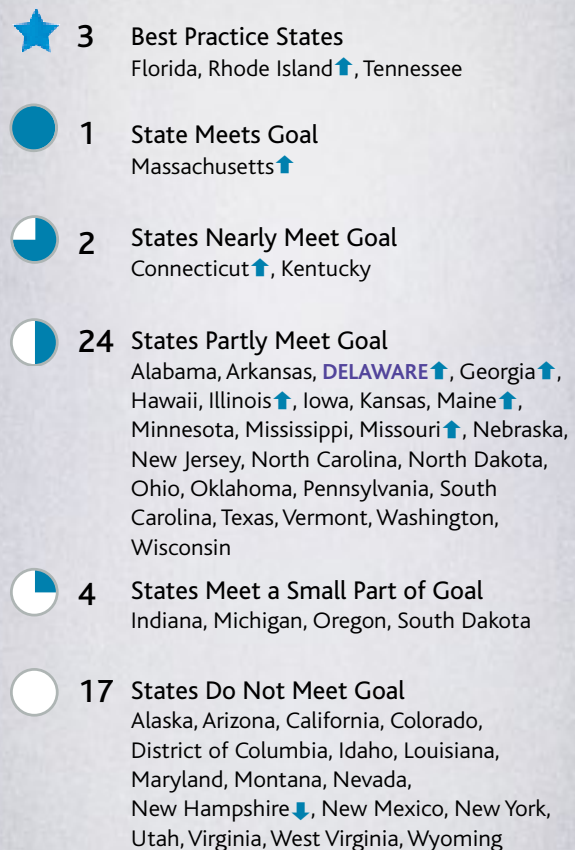 3 Best Practice States
Florida, Rhode Island⬆, Tennessee
1 State Meets Goal
Massachusetts⬆
2 States Nearly Meet Goal
Connecticut⬆, Kentucky
24 States Partly Meet Goal
Alabama, Arkansas, DELAWARE⬆, Georgia⬆,
Hawaii, Illinois⬆, Iowa, Kansas, Maine⬆,
Minnesota, Mississippi, Missouri⬆, Nebraska,
New Jersey, North Carolina, North Dakota,
Ohio, Oklahoma, Pennsylvania, South
Carolina, Texas, Vermont, Washington,
Wisconsin
4 States Meet a Small Part of Goal
Indiana, Michigan, Oregon, South Dakota
17 States Do Not Meet Goal
Alaska, Arizona, California, Colorado,
District of Columbia, Idaho, Louisiana,
Maryland, Montana, Nevada,
New Hampshire⬇, New Mexico, New York,
Utah, Virginia, West Virginia, Wyoming